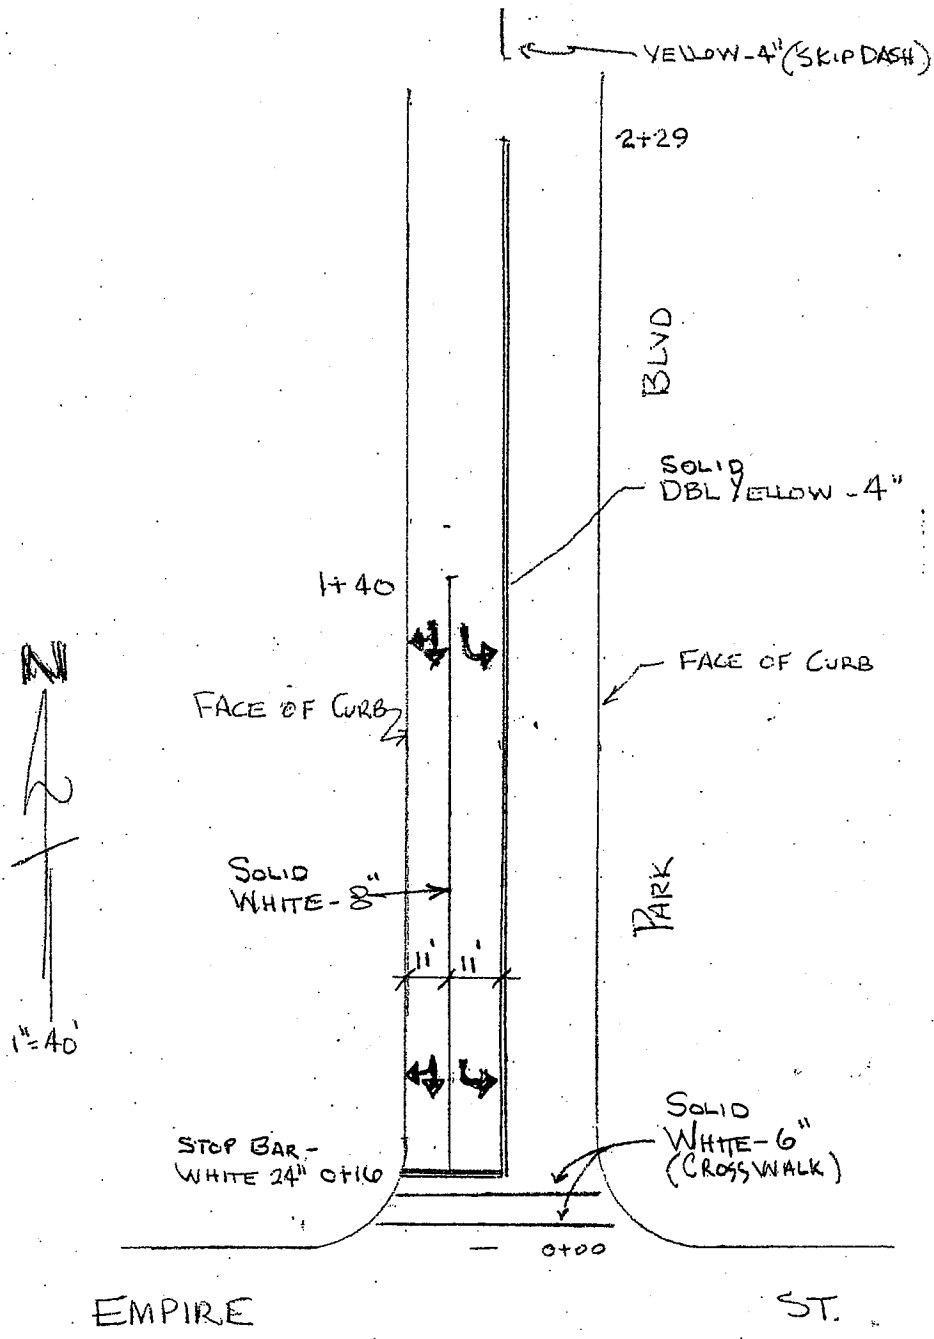 YELLOW-4" (SKIP DASH)
2+29
BLVD
SOLID
DBL YELLOW - 4"
1+40
N
FACE OF CURB
FACE OF CURB
SOLID
WHITE-8"
PARK
11' 11'
1"=40'
SOLID
WHITE-6"
(CROSSWALK)
STOP BAR-
WHITE 24" 0+16
0+00
EMPIRE ST.